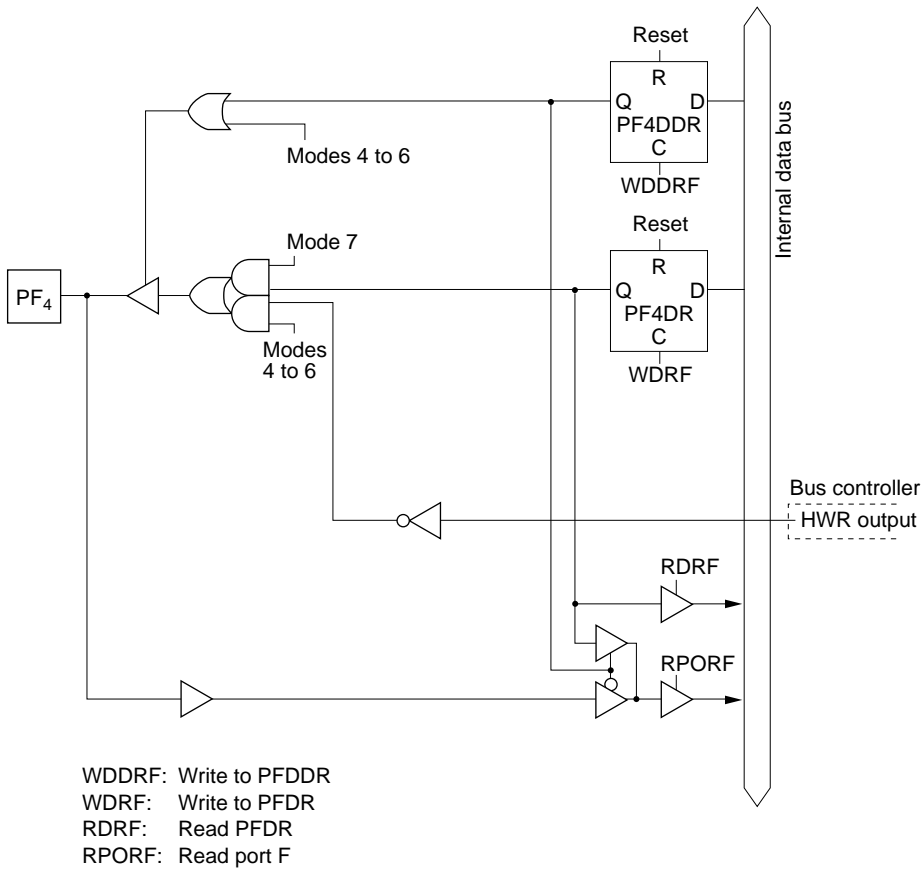 Reset
R
Q D
PF4DDR
C
WDDRF
Modes 4 to 6
Internal data bus
Reset
R
Q D
PF4DR
C
WDRF
Mode 7
PF4
Modes
4 to 6
Bus controller
HWR output
RDRF
RPORF
WDDRF: Write to PFDDR
WDRF: Write to PFDR
RDRF: Read PFDR
RPORF: Read port F